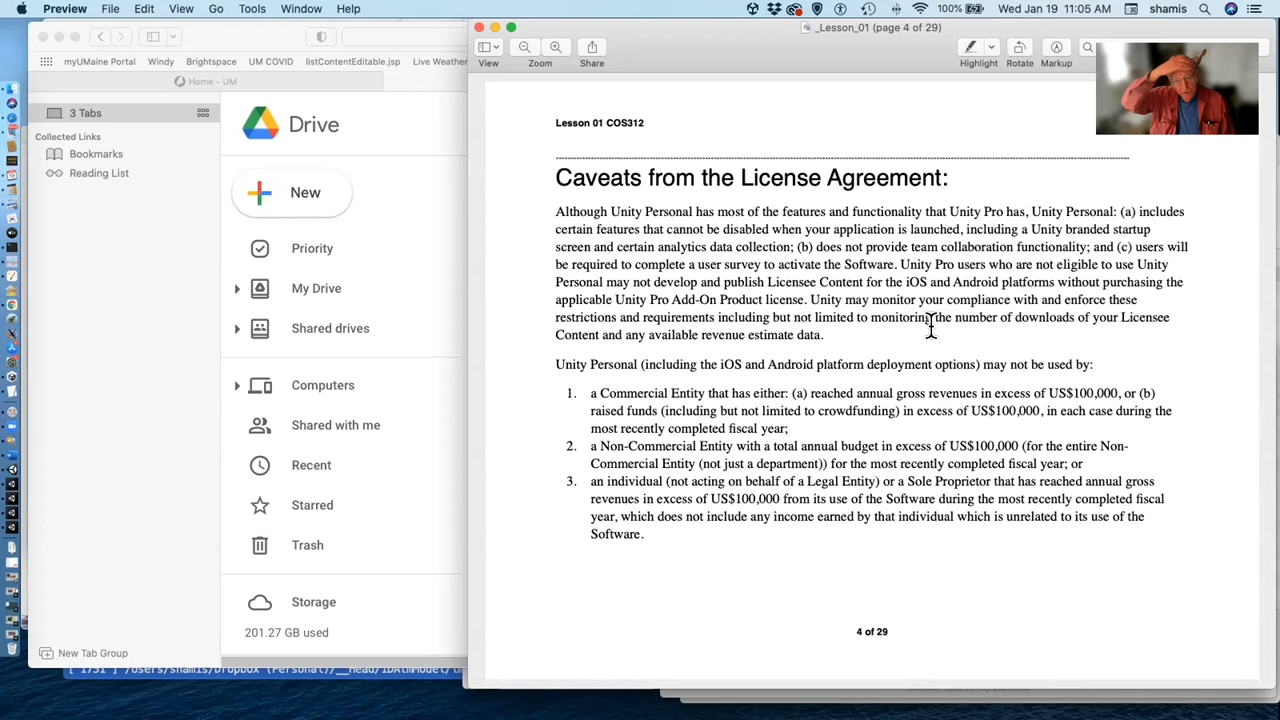 Preview File Edit View Go Tools Window Help
100% Wed Jan 19 11:05 AM shamis
_Lesson_01 (page 4 of 29)
View Zoom Share Highlight Rotate Markup
myUMaine Portal Windy Brightspace UM COVID listContentEditable.jsp Live Weather
Home - UM
3 Tabs
Collected Links
Bookmarks
Reading List
New Tab Group
Drive
New
Priority
My Drive
Shared drives
Computers
Shared with me
Recent
Starred
Trash
Storage
201.27 GB used
Lesson 01 COS312
Caveats from the License Agreement:
Although Unity Personal has most of the features and functionality that Unity Pro has, Unity Personal: (a) includes
certain features that cannot be disabled when your application is launched, including a Unity branded startup
screen and certain analytics data collection; (b) does not provide team collaboration functionality; and (c) users will
be required to complete a user survey to activate the Software. Unity Pro users who are not eligible to use Unity
Personal may not develop and publish Licensee Content for the iOS and Android platforms without purchasing the
applicable Unity Pro Add-On Product license. Unity may monitor your compliance with and enforce these
restrictions and requirements including but not limited to monitoring the number of downloads of your Licensee
Content and any available revenue estimate data.
Unity Personal (including the iOS and Android platform deployment options) may not be used by:
1. a Commercial Entity that has either: (a) reached annual gross revenues in excess of US$100,000, or (b)
raised funds (including but not limited to crowdfunding) in excess of US$100,000, in each case during the
most recently completed fiscal year;
2. a Non-Commercial Entity with a total annual budget in excess of US$100,000 (for the entire Non-
Commercial Entity (not just a department)) for the most recently completed fiscal year; or
3. an individual (not acting on behalf of a Legal Entity) or a Sole Proprietor that has reached annual gross
revenues in excess of US$100,000 from its use of the Software during the most recently completed fiscal
year, which does not include any income earned by that individual which is unrelated to its use of the
Software.
4 of 29